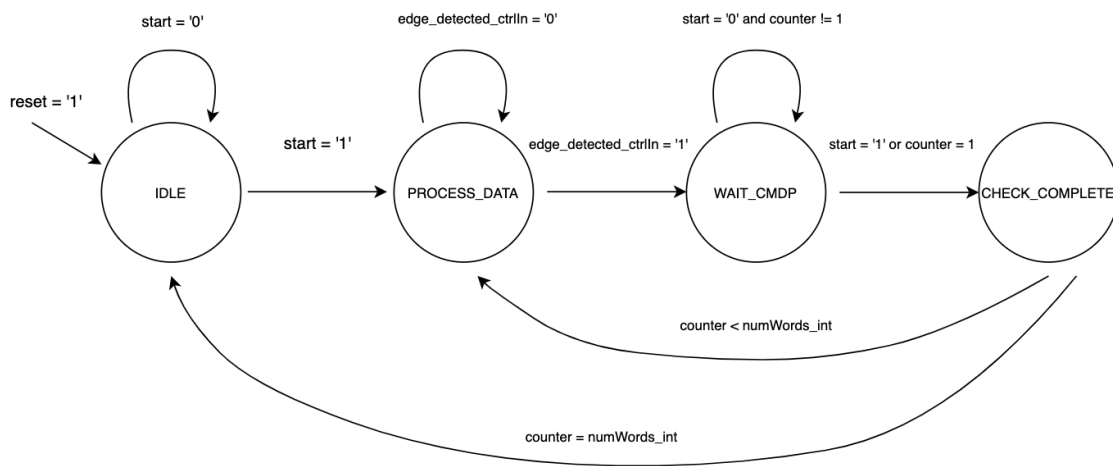 start = '0'
edge_detected_ctrlIn = '0'
start = '0' and counter != 1
reset = '1'
start = '1'
edge_detected_ctrlIn = '1'
start = '1' or counter = 1
IDLE
PROCESS_DATA
WAIT_CMDP
CHECK_COMPLETE
counter < numWords_int
counter = numWords_int